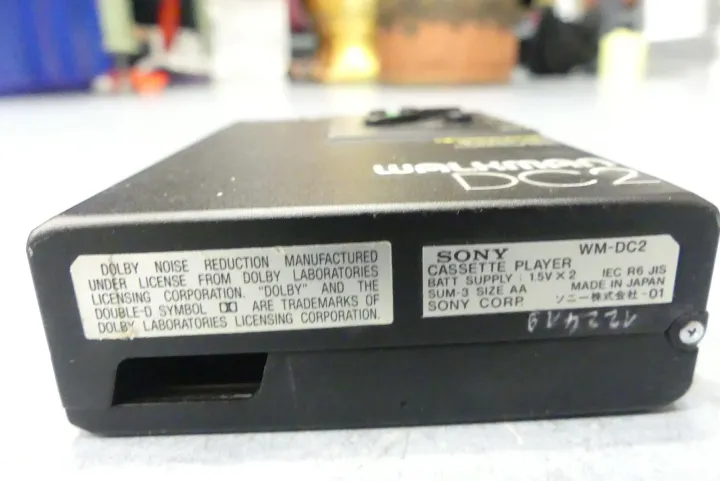 WALKMAN
DC2
DOLBY NOISE REDUCTION MANUFACTURED
UNDER LICENSE FROM DOLBY LABORATORIES
LICENSING CORPORATION. "DOLBY" AND THE
DOUBLE-D SYMBOL ARE TRADEMARKS OF
DOLBY LABORATORIES LICENSING CORPORATION.
SONY WM-DC2
CASSETTE PLAYER
BATT SUPPLY : 1.5V × 2 IEC R6 JIS
SUM-3 SIZE AA MADE IN JAPAN
SONY CORP. ソニー株式会社-01
122419